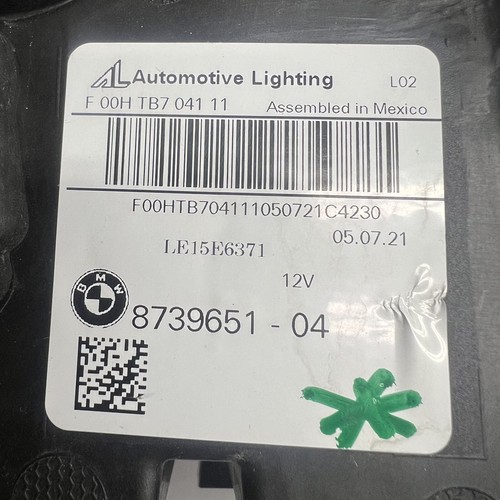 AL Automotive Lighting L02
F 00H TB7 041 11 Assembled in Mexico
F00HTB704111050721C4230
05.07.21
LE15E6371
12V
BMW
8739651 - 04